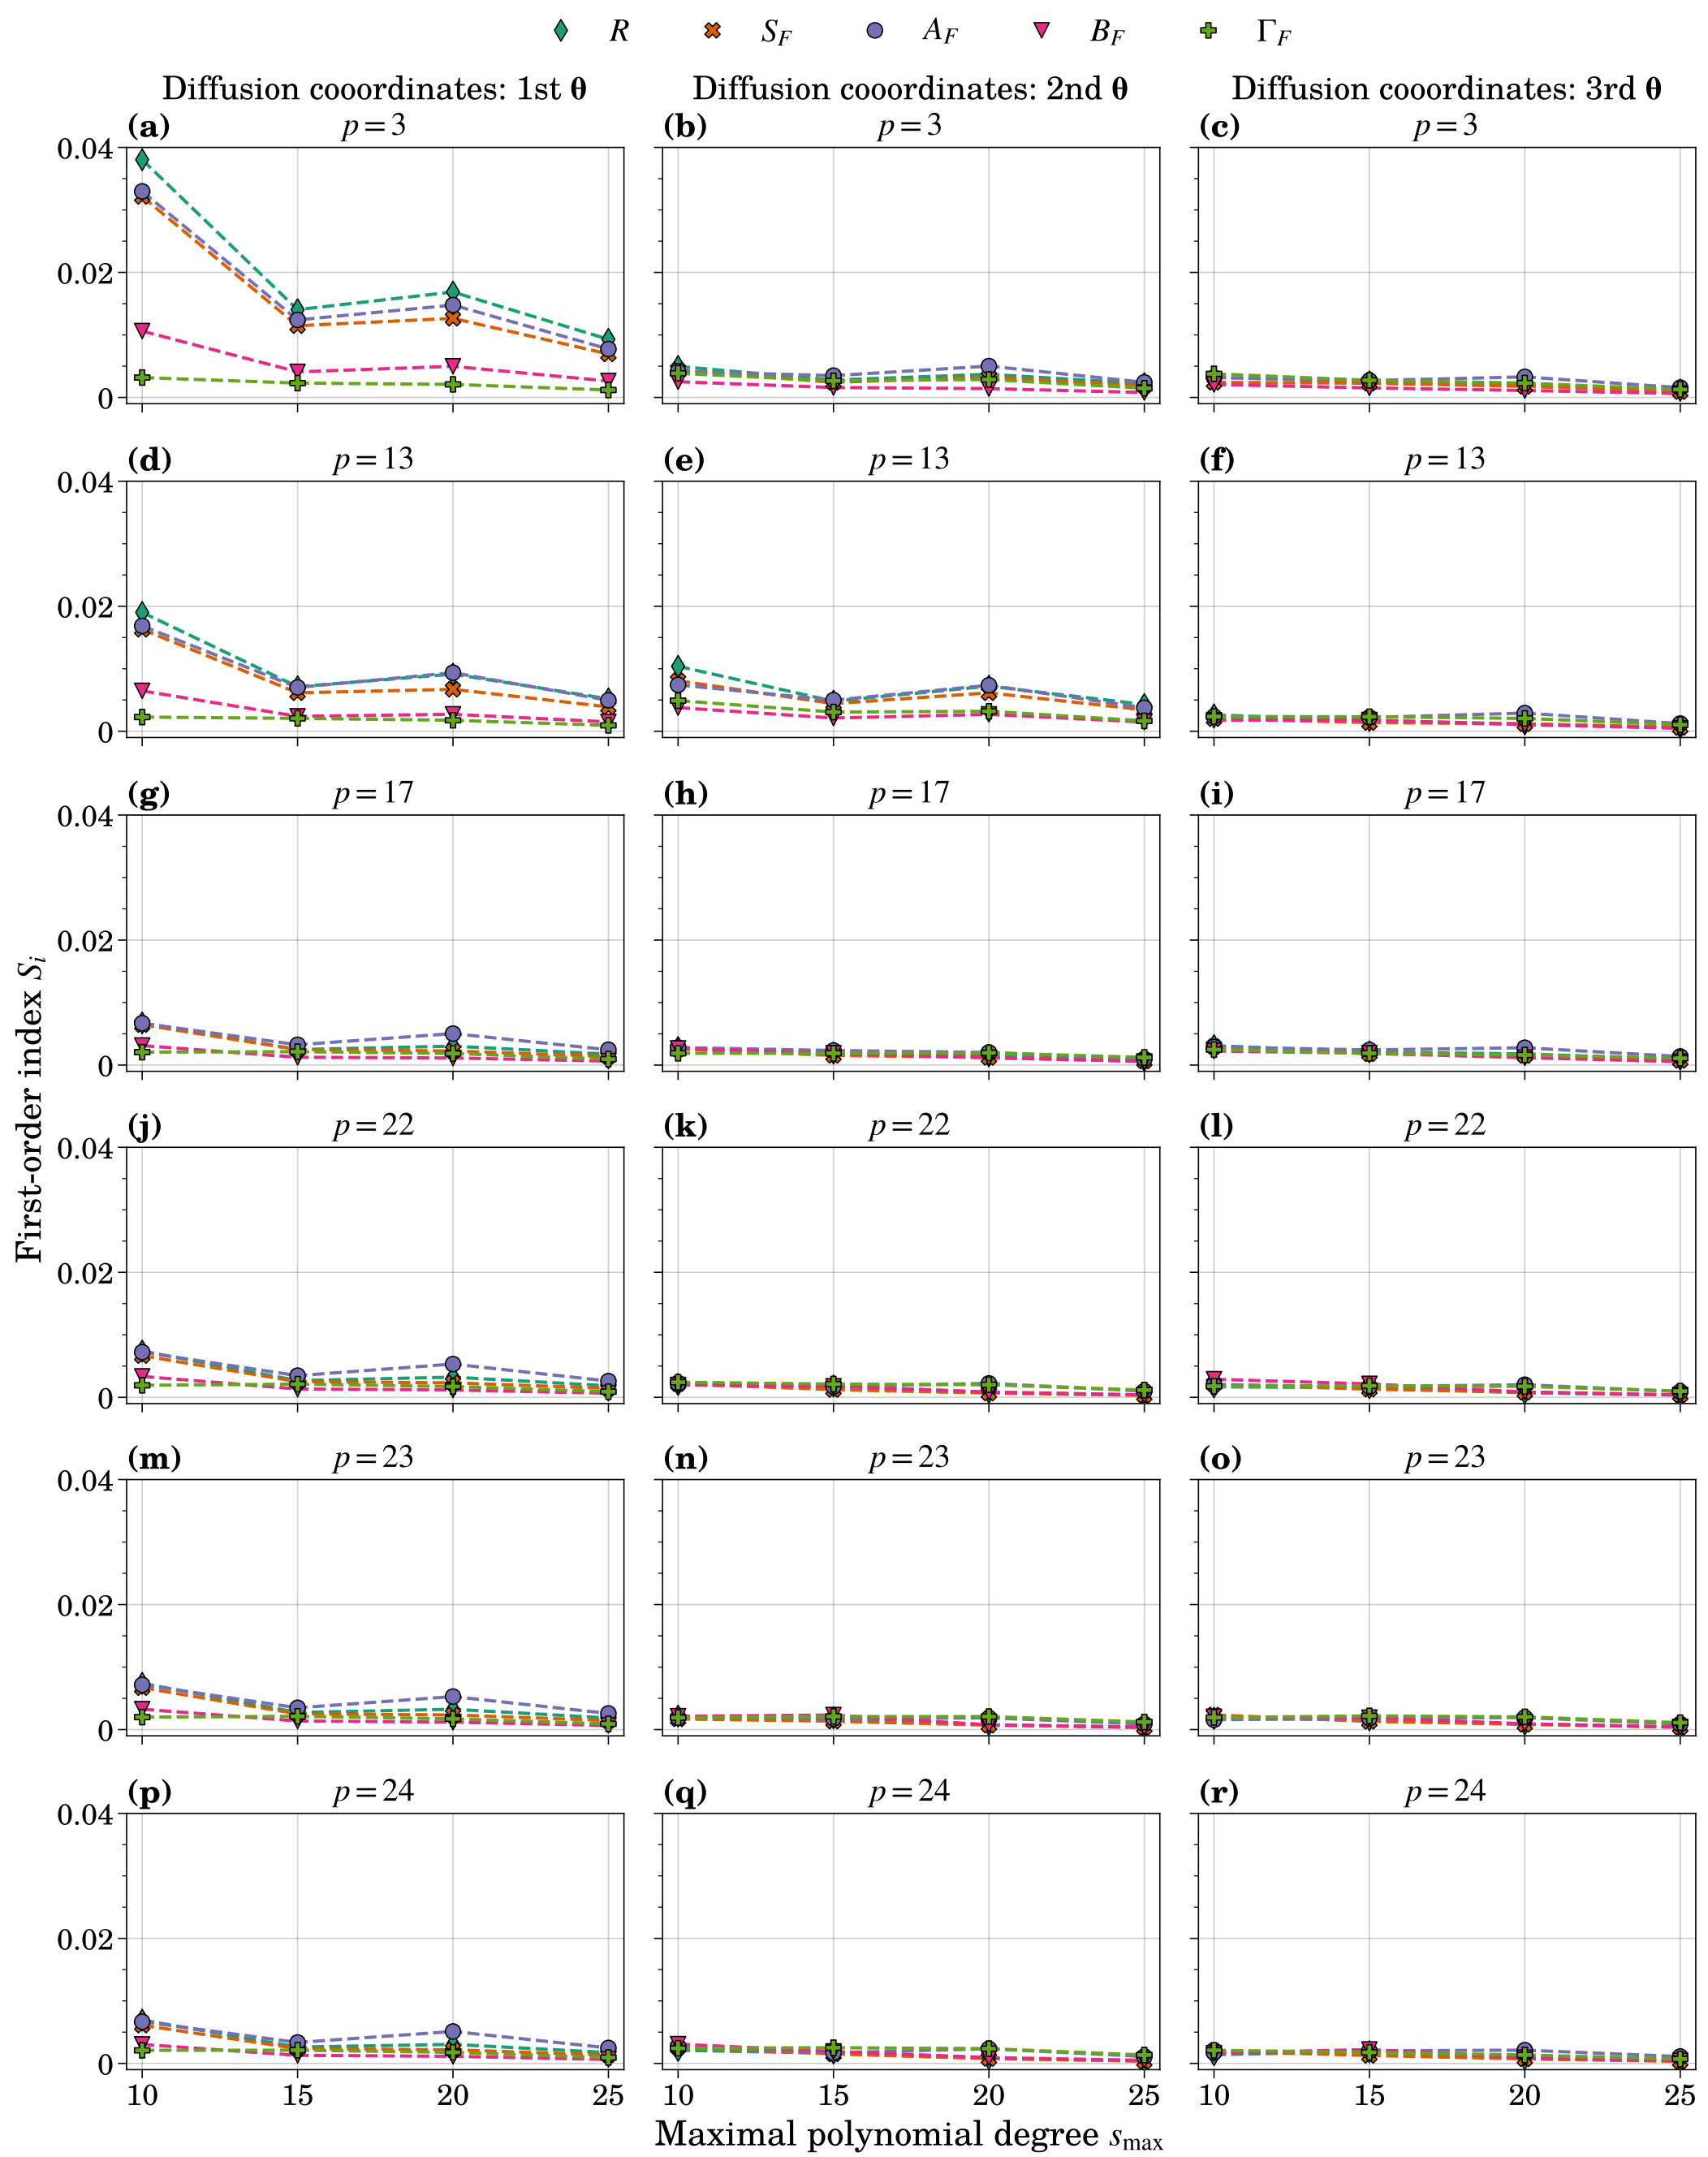 R S_F A_F B_F Γ_F
Diffusion cooordinates: 1st θ Diffusion cooordinates: 2nd θ Diffusion cooordinates: 3rd θ
(a) p = 3 (b) p = 3 (c) p = 3
0.04
0.02
0
(d) p = 13 (e) p = 13 (f) p = 13
0.04
0.02
0
(g) p = 17 (h) p = 17 (i) p = 17
0.04
0.02
0
(j) p = 22 (k) p = 22 (l) p = 22
0.04
0.02
0
(m) p = 23 (n) p = 23 (o) p = 23
0.04
0.02
0
(p) p = 24 (q) p = 24 (r) p = 24
0.04
0.02
0
10 15 20 25 10 15 20 25 10 15 20 25
First-order index S_i
Maximal polynomial degree s_max